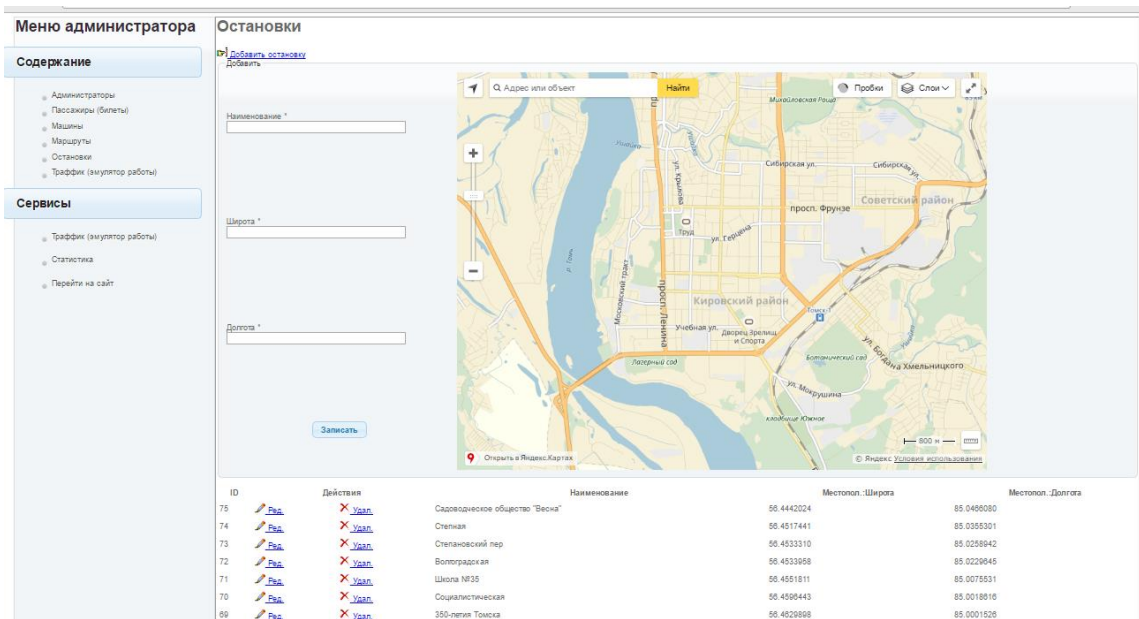 Меню администратора
Содержание
Администраторы
Пассажиры (билеты)
Машины
Маршруты
Остановки
Траффик (эмулятор работы)
Сервисы
Траффик (эмулятор работы)
Статистика
Перейти на сайт
Остановки
Добавить остановку
Добавить
Наименование *
Широта *
Долгота *
Записать
Адрес или объект
Найти
Пробки
Слои
Михайловская Роща
Ушайка
Сибирская ул.
Сибирская ул.
ул. Крылова
Советский район
просп. Фрунзе
Труд
ул. Герцена
р. Томь
Московский тракт
просп. Ленина
Кировский район
Томск-1
Учебная ул.
Дворец Зрелищ
и Спорта
Ушайка
Лагерный сад
Ботанический сад
ул. Богдана Хмельницкого
ул. Мокрушина
кладбище Южное
800 м
Открыть в Яндекс.Картах
© Яндекс Условия использования
ID Действия Наименование Местопол.:Широта Местопол.:Долгота
75 Ред. Удал. Садоводческое общество "Весна" 56.4442024 85.0466080
74 Ред. Удал. Степная 56.4517441 85.0355301
73 Ред. Удал. Степановский пер 56.4533310 85.0258942
72 Ред. Удал. Волгоградская 56.4533958 85.0229645
71 Ред. Удал. Школа №35 56.4551811 85.0075531
70 Ред. Удал. Социалистическая 56.4596443 85.0018616
69 Ред. Удал. 350-летия Томска 56.4629898 85.0001526